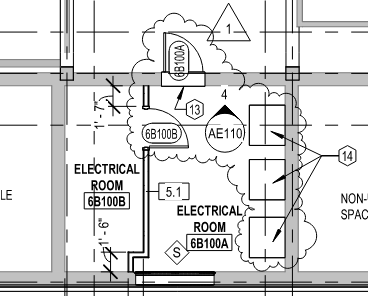 1
6B100A
13
4
1' - 7"
6B100B
AE110
14
ELECTRICAL
ROOM
6B100B
5.1
LE
NON-
SPAC
ELECTRICAL
ROOM
6B100A
1' - 6"
S